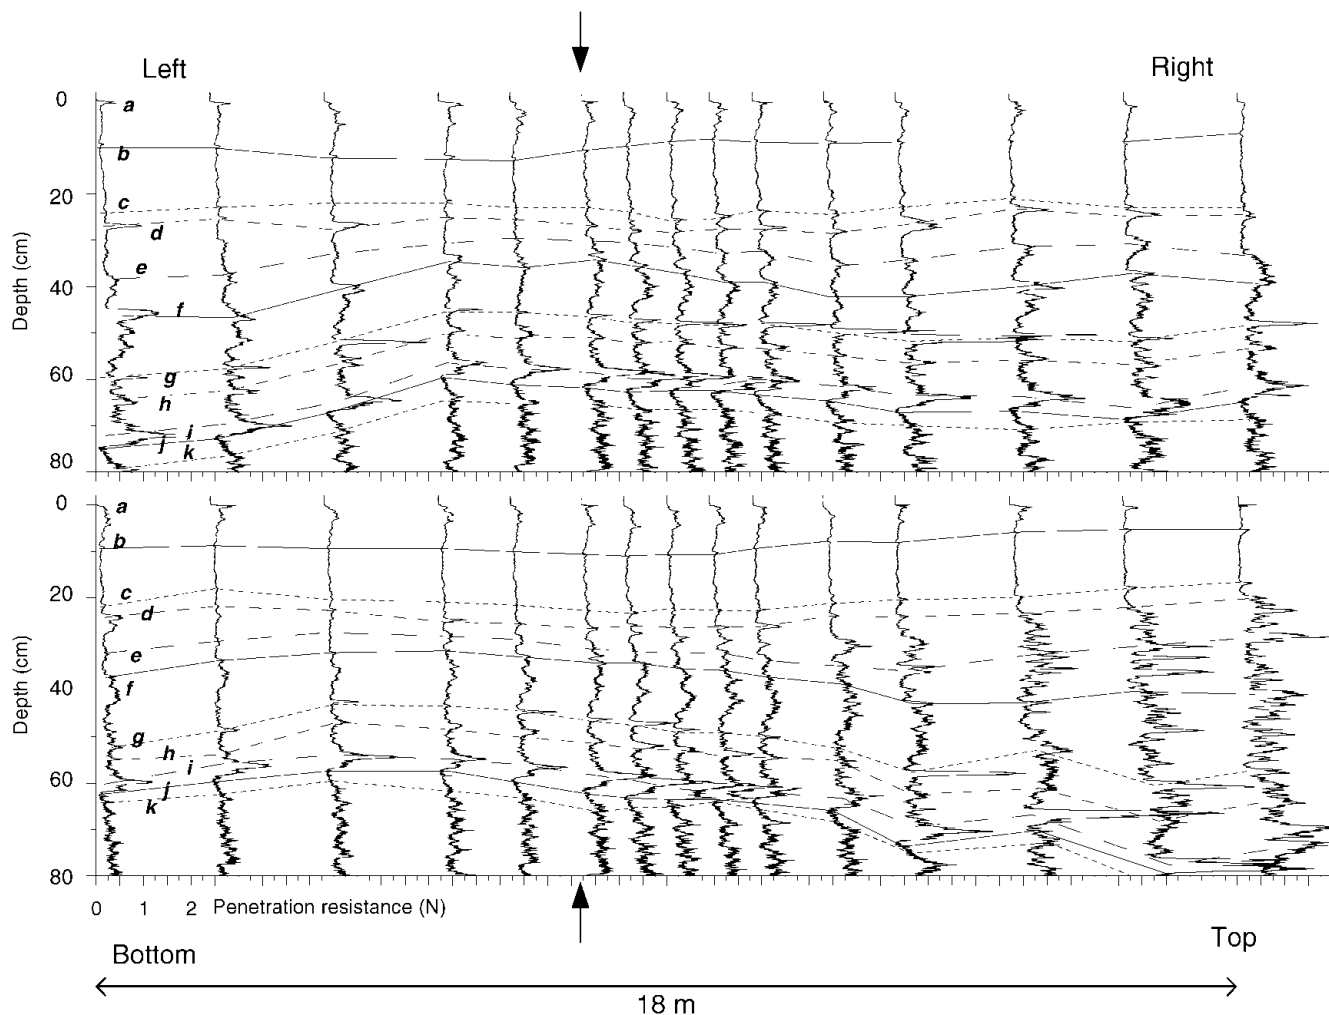 Left
Right
0
20
40
60
80
Depth (cm)
a
b
c
d
e
f
g
h
i
j
k
0
20
40
60
80
Depth (cm)
a
b
c
d
e
f
g
h
i
j
k
0 1 2 Penetration resistance (N)
Bottom
Top
18 m